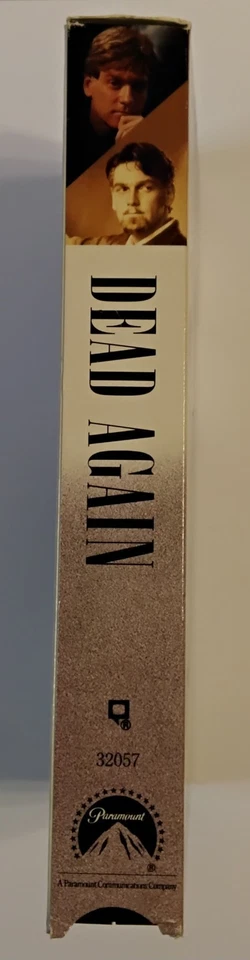 DEAD AGAIN
®
32057
Paramount
®
A Paramount Communications Company